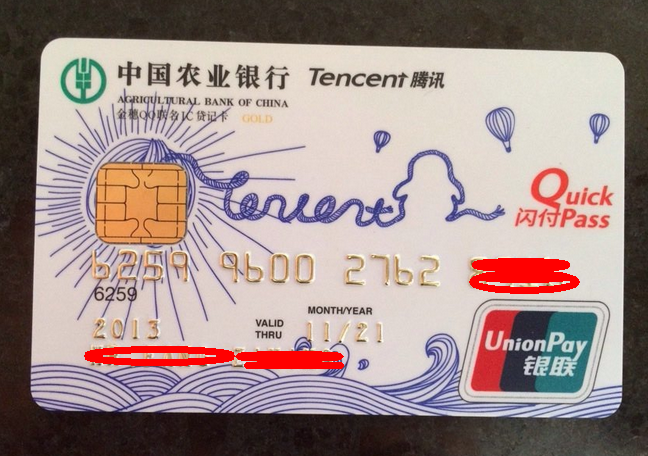 中国农业银行 Tencent 腾讯
AGRICULTURAL BANK OF CHINA
金穗QQ联名IC贷记卡 GOLD
Tencent
Quick
闪付Pass
6259 9600 2762
6259
MONTH/YEAR
2013 VALID THRU 11/21
UnionPay
银联